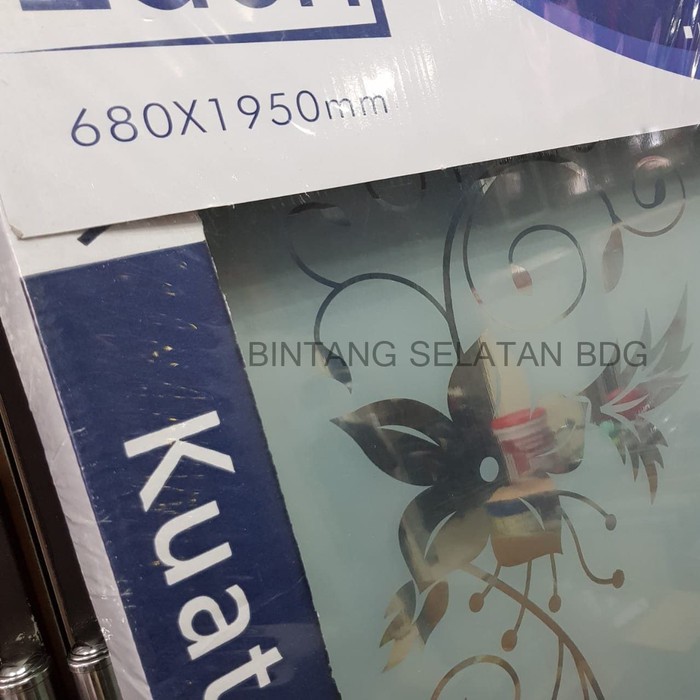 680X1950mm
BINTANG SELATAN BDG
Kuat